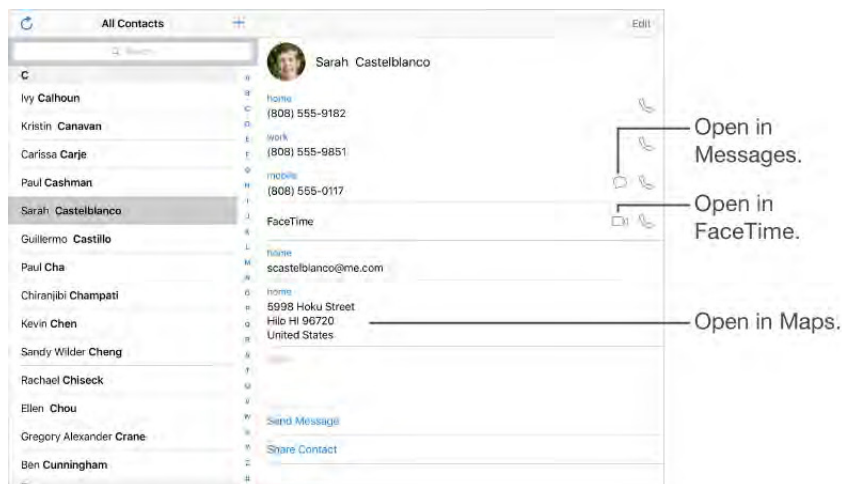 All Contacts
+
Edit
Search
C
Ivy Calhoun
Kristin Canavan
Carissa Carje
Paul Cashman
Sarah Castelblanco
Guillermo Castillo
Paul Cha
Chiranjibi Champati
Kevin Chen
Sandy Wilder Cheng
Rachael Chiseck
Ellen Chou
Gregory Alexander Crane
Ben Cunningham
Sarah Castelblanco
home
(808) 555-9182
work
(808) 555-9851
mobile
(808) 555-0117
FaceTime
home
scastelblanco@me.com
home
5998 Hoku Street
Hilo HI 96720
United States
Send Message
Share Contact
Open in
Messages.
Open in
FaceTime.
Open in Maps.